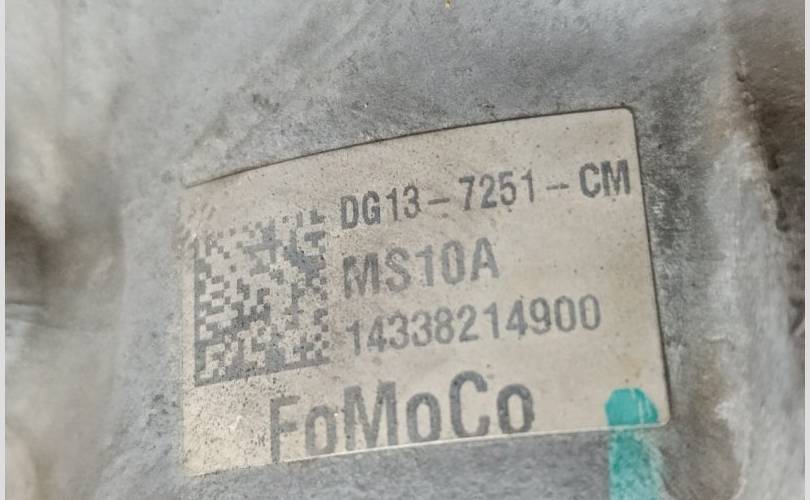 DG13-7251-CM
MS10A
14338214900
FoMoCo